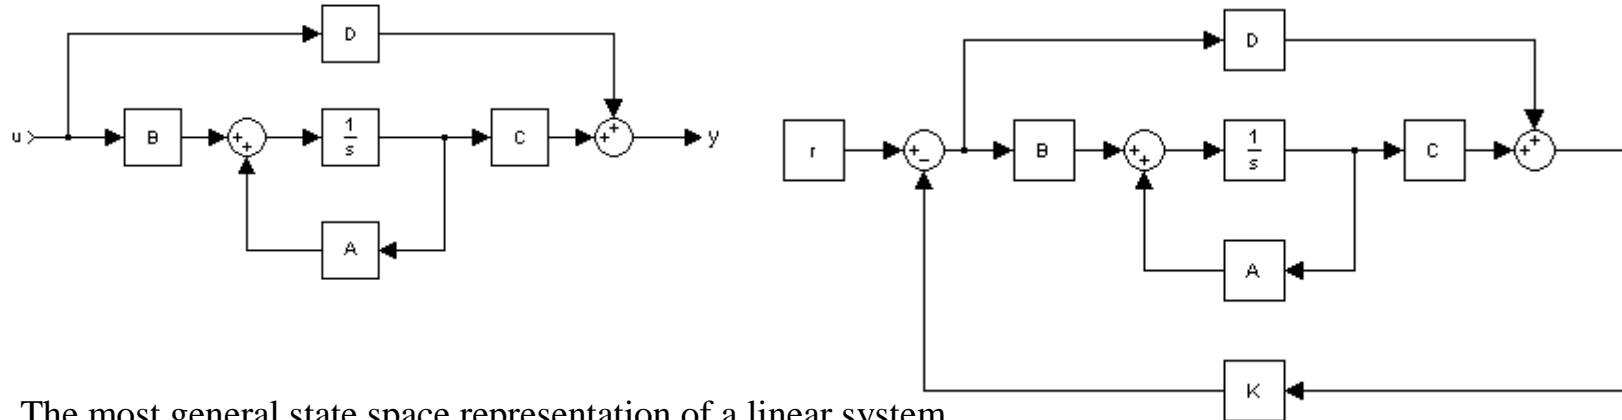 D
D
u
B
+
+
1
s
C
+
+
y
r
+
−
B
+
+
1
s
C
+
+
A
A
K
The most general state space representation of a linear system